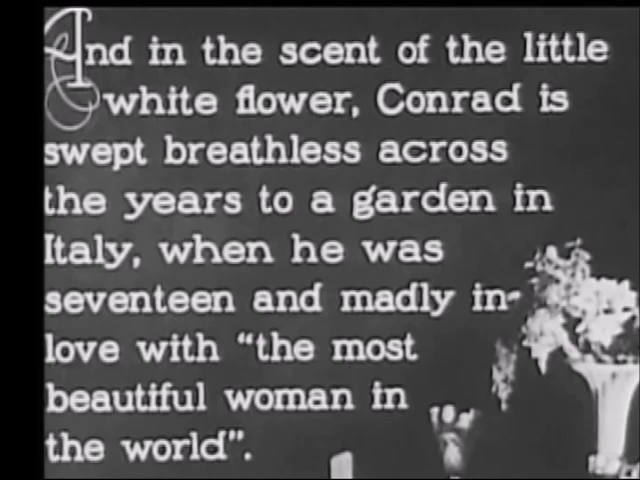 And in the scent of the little
white flower, Conrad is
swept breathless across
the years to a garden in
Italy, when he was
seventeen and madly in-
love with “the most
beautiful woman in
the world”.